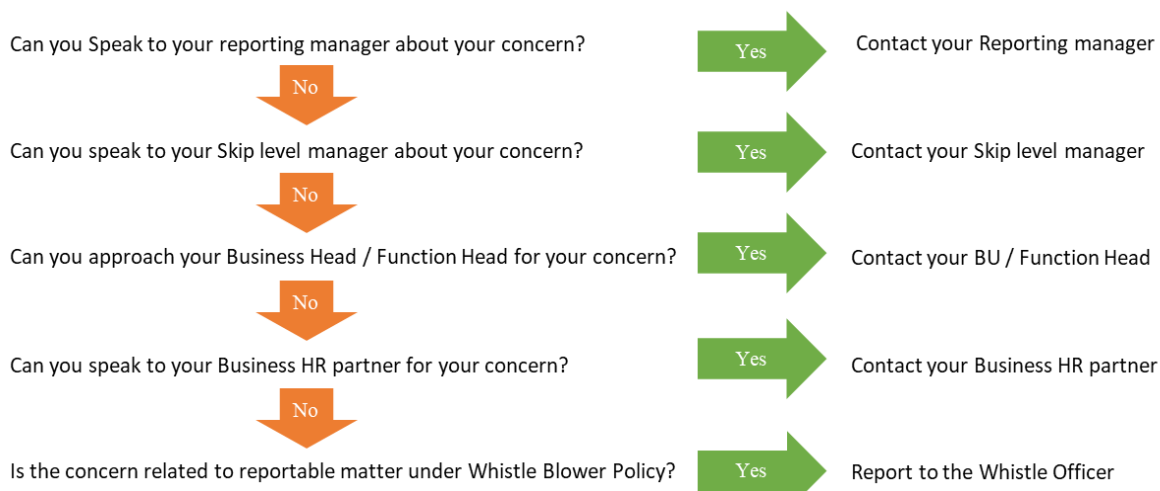 Can you Speak to your reporting manager about your concern? Yes Contact your Reporting manager
No
Can you speak to your Skip level manager about your concern? Yes Contact your Skip level manager
No
Can you approach your Business Head / Function Head for your concern? Yes Contact your BU / Function Head
No
Can you speak to your Business HR partner for your concern? Yes Contact your Business HR partner
No
Is the concern related to reportable matter under Whistle Blower Policy? Yes Report to the Whistle Officer